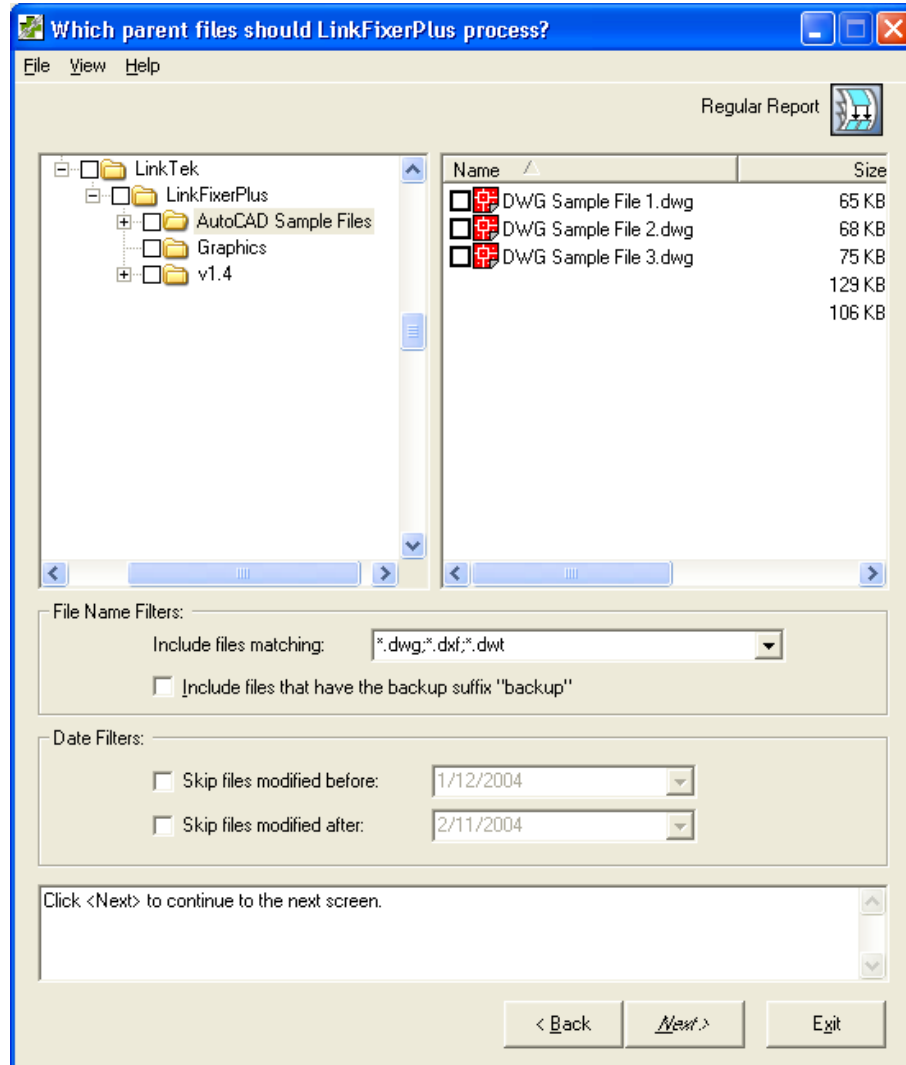 Which parent files should LinkFixerPlus process?
File View Help
Regular Report
LinkTek
LinkFixerPlus
AutoCAD Sample Files
Graphics
v1.4
Name Size
DWG Sample File 1.dwg 65 KB
DWG Sample File 2.dwg 68 KB
DWG Sample File 3.dwg 75 KB
129 KB
106 KB
File Name Filters:
Include files matching: *.dwg;*.dxf;*.dwt
Include files that have the backup suffix "backup"
Date Filters:
Skip files modified before: 1/12/2004
Skip files modified after: 2/11/2004
Click <Next> to continue to the next screen.
< Back Next > Exit